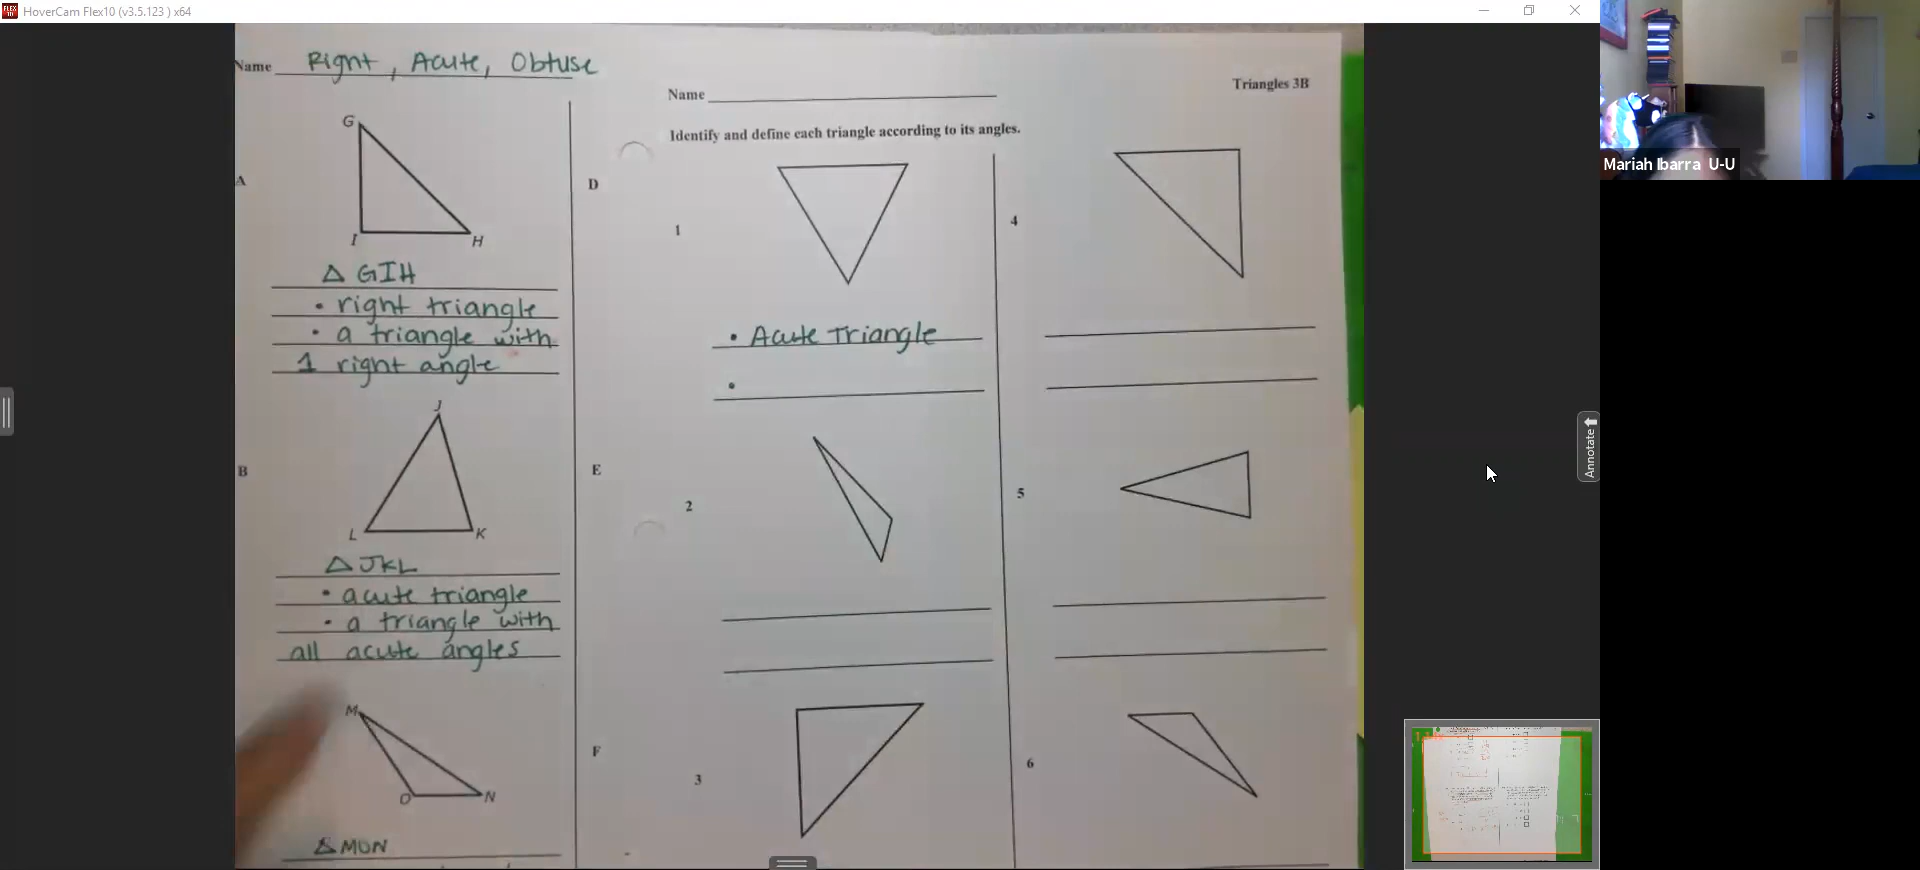 HoverCam Flex10 (v3.5.123 ) x64
Name Right, Acute, Obtuse
A
G
I
H
△ GIH
• right triangle
• a triangle with
1 right angle
B
J
L
K
△ JKL
• acute triangle
• a triangle with
all acute angles
M
O
N
△ MON
D
E
F
Name
Triangles 3B
Identify and define each triangle according to its angles.
1
• Acute Triangle
•
2
3
4
5
6
Annotate
Mariah Ibarra U-U